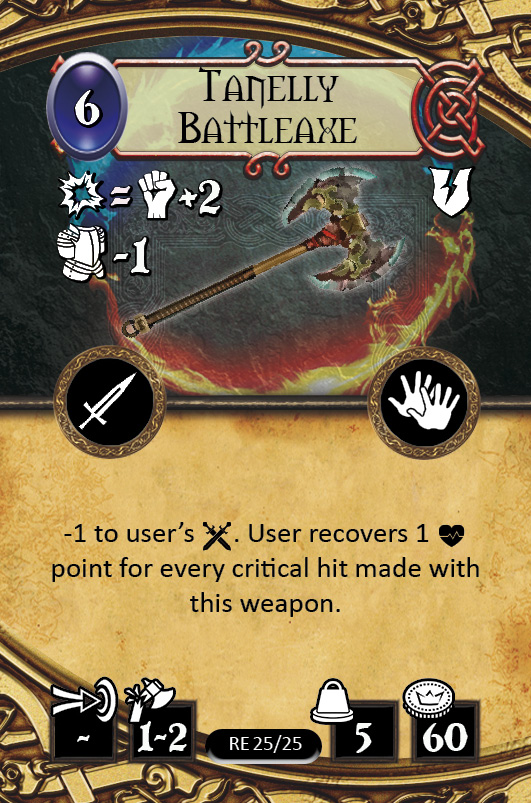 6
TANELLY
BATTLEAXE
= +2
-1
-1 to user's . User recovers 1
point for every critical hit made with
this weapon.
- 1-2 RE 25/25 5 60